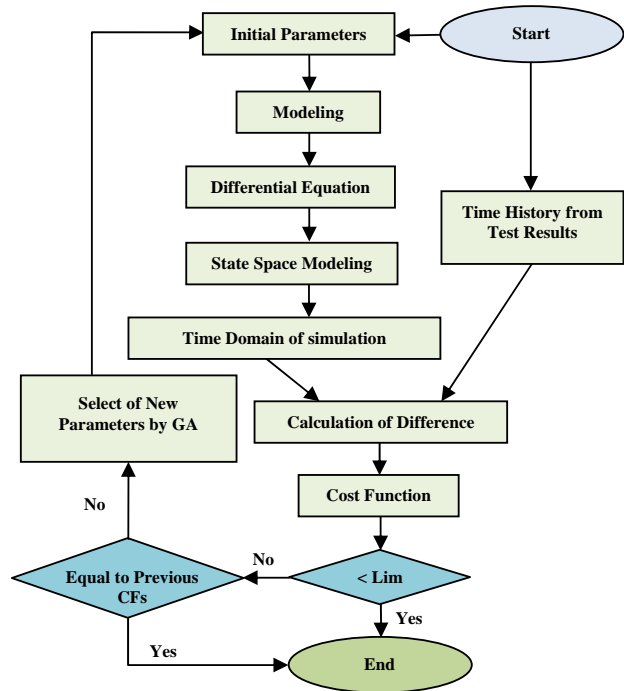 Initial Parameters
Start
Modeling
Differential Equation
Time History from
Test Results
State Space Modeling
Time Domain of simulation
Select of New
Parameters by GA
Calculation of Difference
Cost Function
No
No
Equal to Previous
CFs
< Lim
Yes
Yes
End